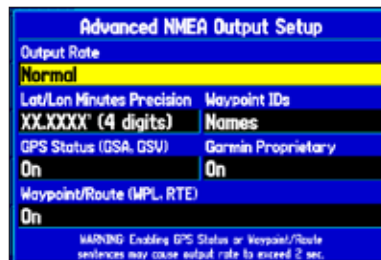 Advanced NMEA Output Setup
Output Rate
Normal
Lat/Lon Minutes Precision Waypoint IDs
XX.XXXX' (4 digits) Names
GPS Status (GSA, GSV) Garmin Proprietary
On On
Waypoint/Route (WPL, RTE)
On
WARNING: Enabling GPS Status or Waypoint/Route
sentences may cause output rate to exceed 2 sec.